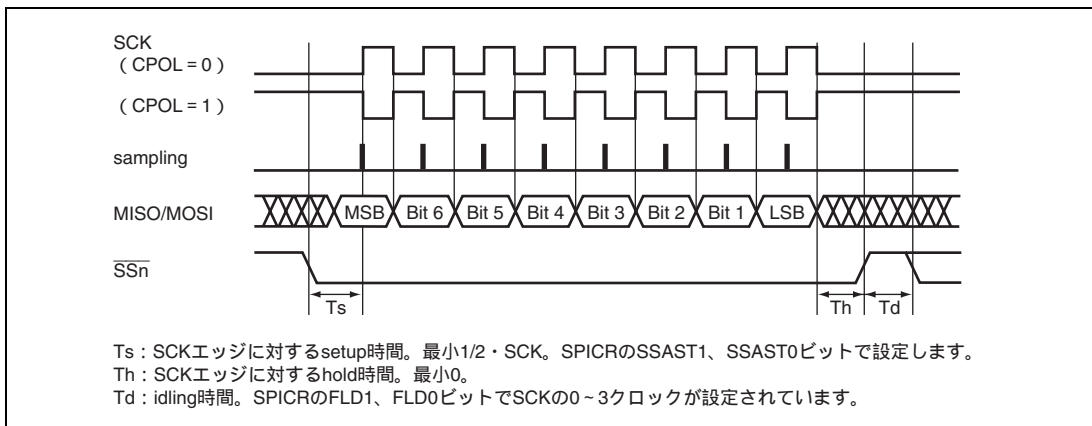 SCK
（CPOL = 0）
（CPOL = 1）
sampling
MISO/MOSI
MSB Bit 6 Bit 5 Bit 4 Bit 3 Bit 2 Bit 1 LSB
SSn
Ts Th Td
Ts：SCKエッジに対するsetup時間。最小1/2・SCK。SPICRのSSAST1、SSAST0ビットで設定します。
Th：SCKエッジに対するhold時間。最小0。
Td：idling時間。SPICRのFLD1、FLD0ビットでSCKの0～3クロックが設定されています。